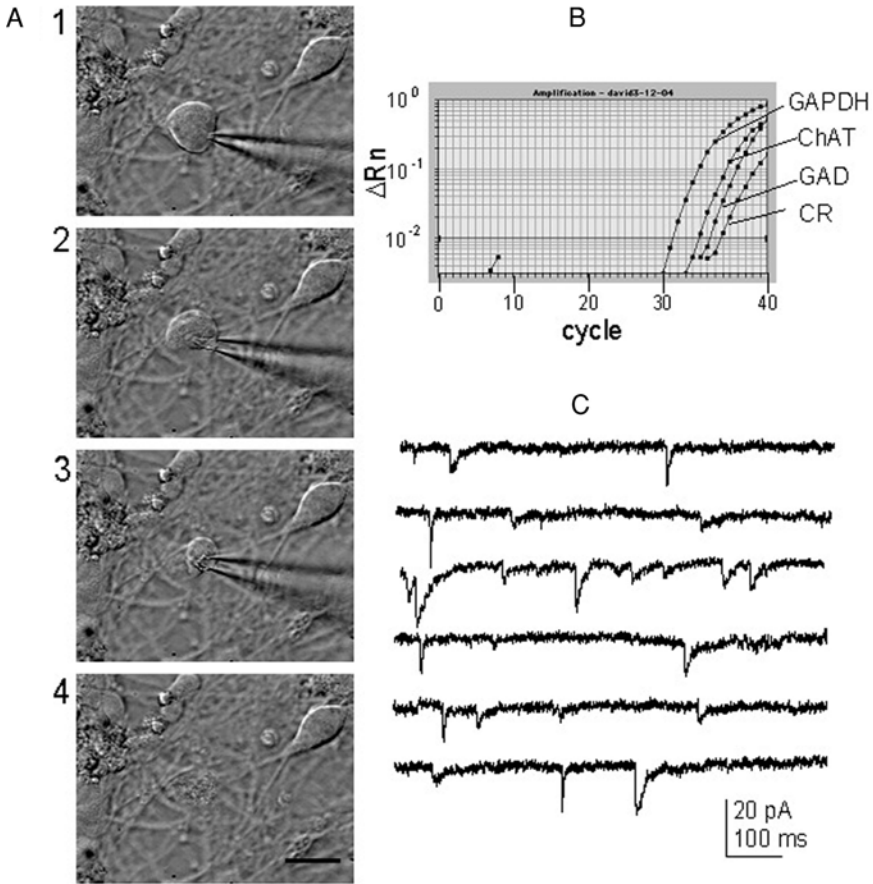 A
1
2
3
4
B
Amplification - david3-12-04
ΔRn
10⁰
10⁻¹
10⁻²
GAPDH
ChAT
GAD
CR
0
10
20
30
40
cycle
C
20 pA
100 ms